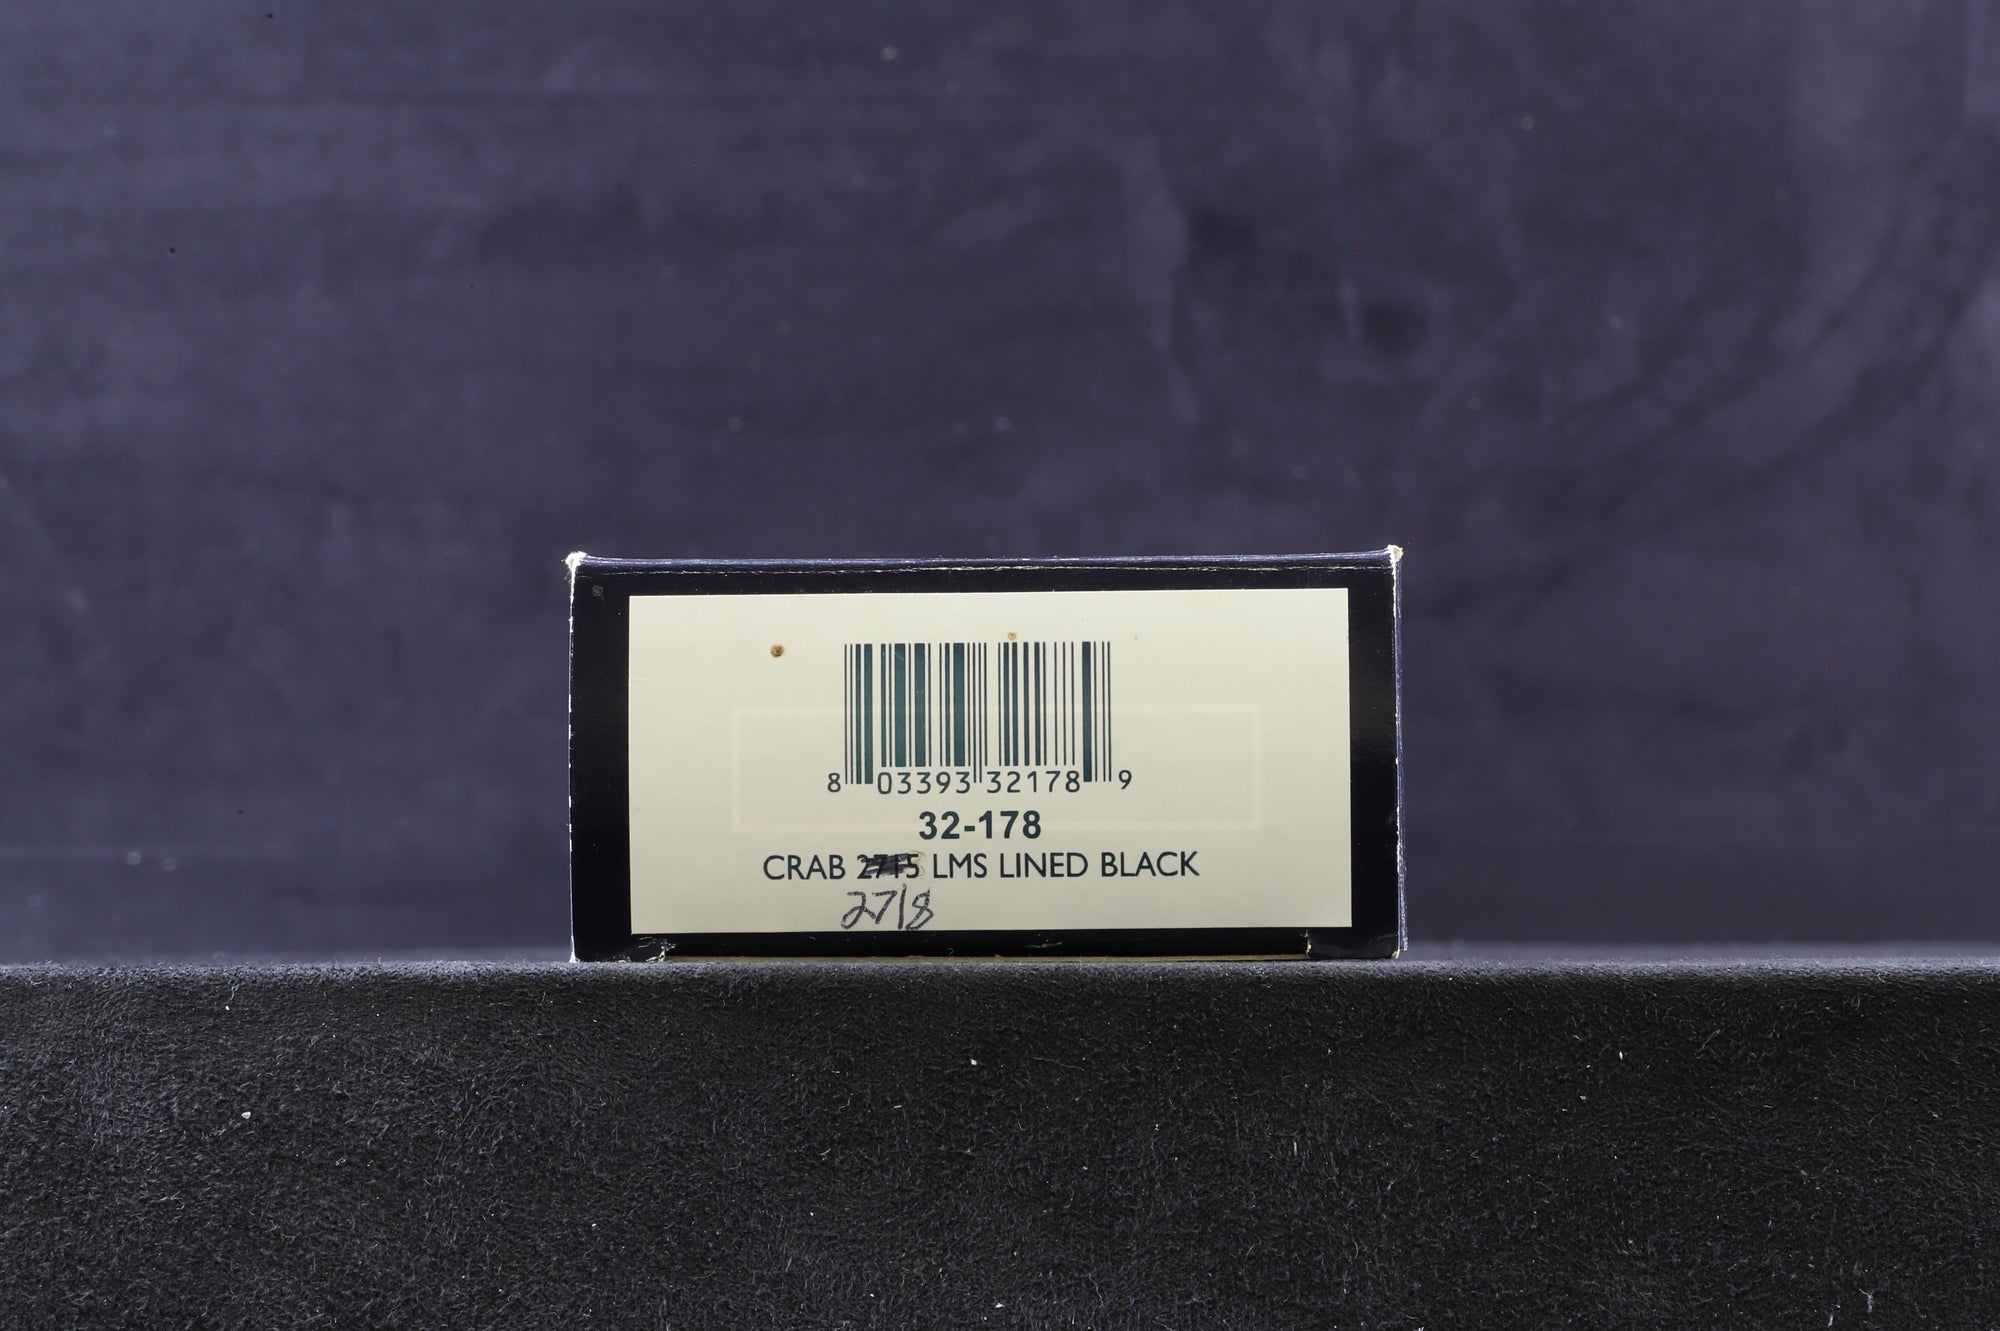 8 03393 32178 9
32-178
CRAB 2715 LMS LINED BLACK
2718